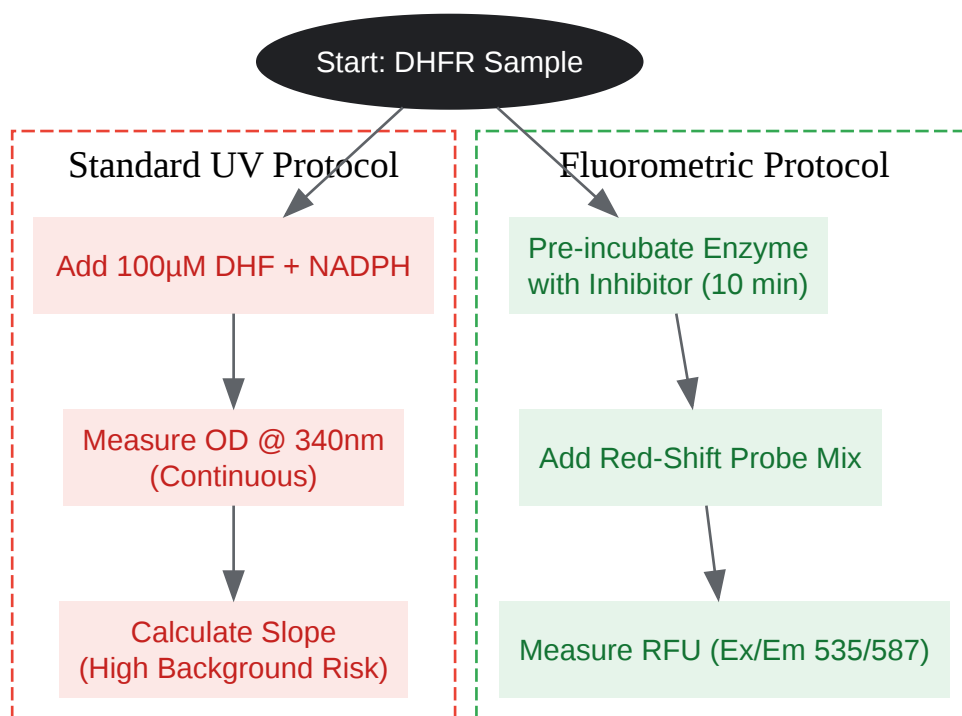 Start: DHFR Sample
Standard UV Protocol
Add 100µM DHF + NADPH
Measure OD @ 340nm
(Continuous)
Calculate Slope
(High Background Risk)
Fluorometric Protocol
Pre-incubate Enzyme
with Inhibitor (10 min)
Add Red-Shift Probe Mix
Measure RFU (Ex/Em 535/587)